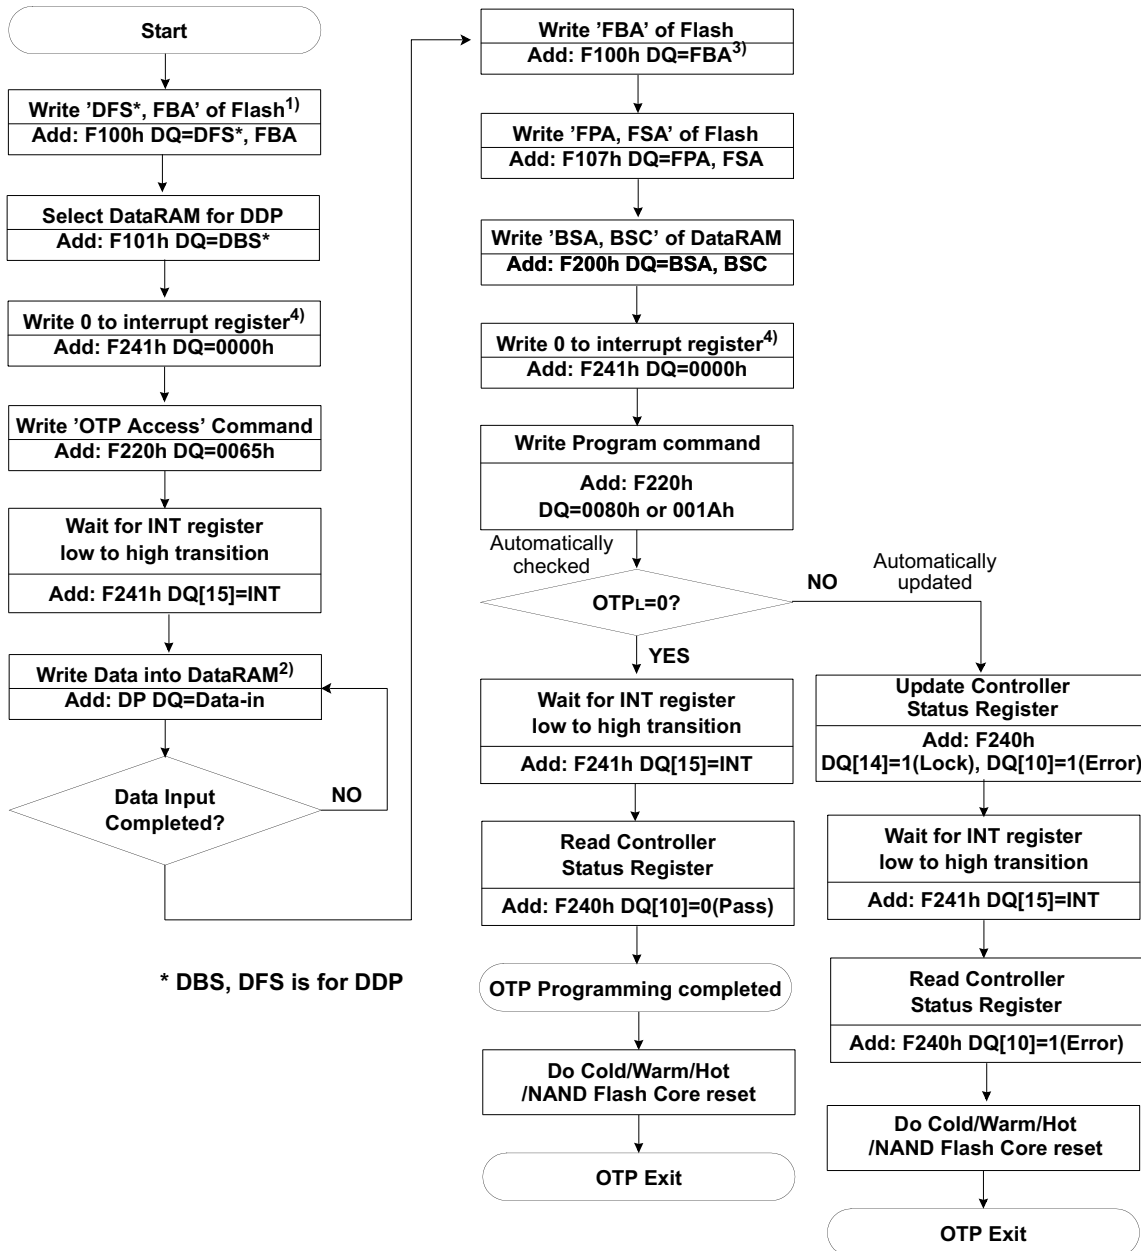 Start
Write 'DFS*, FBA' of Flash1)
Add: F100h DQ=DFS*, FBA
Select DataRAM for DDP
Add: F101h DQ=DBS*
Write 0 to interrupt register4)
Add: F241h DQ=0000h
Write ’OTP Access’ Command
Add: F220h DQ=0065h
Wait for INT register
low to high transition
Add: F241h DQ[15]=INT
Write Data into DataRAM2)
Add: DP DQ=Data-in
Data Input
Completed?
NO
* DBS, DFS is for DDP
Write 'FBA' of Flash
Add: F100h DQ=FBA3)
Write 'FPA, FSA' of Flash
Add: F107h DQ=FPA, FSA
Write 'BSA, BSC' of DataRAM
Add: F200h DQ=BSA, BSC
Write 0 to interrupt register4)
Add: F241h DQ=0000h
Write Program command
Add: F220h
DQ=0080h or 001Ah
Automatically
checked
OTPL=0?
YES
NO
Automatically
updated
Wait for INT register
low to high transition
Add: F241h DQ[15]=INT
Read Controller
Status Register
Add: F240h DQ[10]=0(Pass)
OTP Programming completed
Do Cold/Warm/Hot
/NAND Flash Core reset
OTP Exit
Update Controller
Status Register
Add: F240h
DQ[14]=1(Lock), DQ[10]=1(Error)
Wait for INT register
low to high transition
Add: F241h DQ[15]=INT
Read Controller
Status Register
Add: F240h DQ[10]=1(Error)
Do Cold/Warm/Hot
/NAND Flash Core reset
OTP Exit